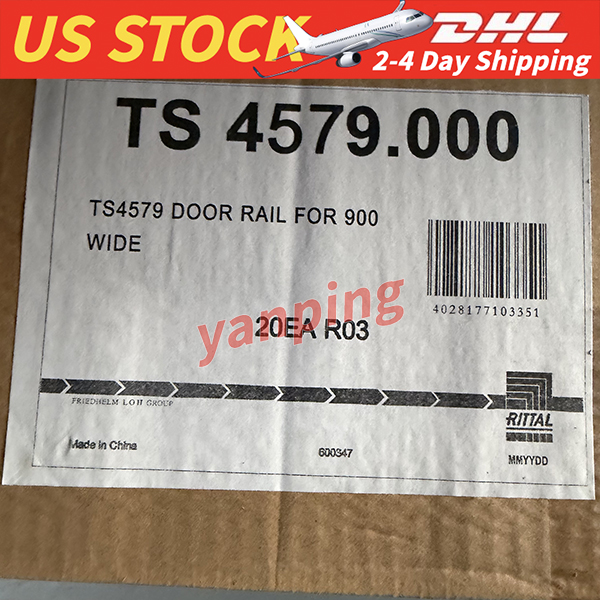 US STOCK
DHL
2-4 Day Shipping
TS 4579.000
TS4579 DOOR RAIL FOR 900
WIDE
4028177103351
yanping
20EA R03
FRIEDHELM LOH GROUP
RITTAL
Made in China
600347
MMYYDD